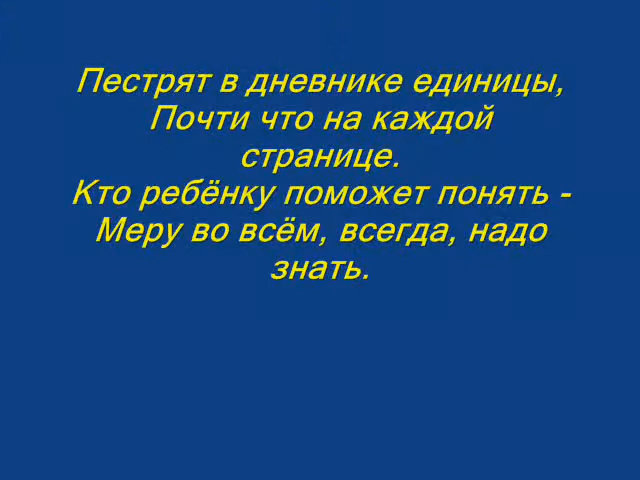 Пестрят в дневнике единицы,
Почти что на каждой
странице.
Кто ребёнку поможет понять -
Меру во всём, всегда, надо
знать.